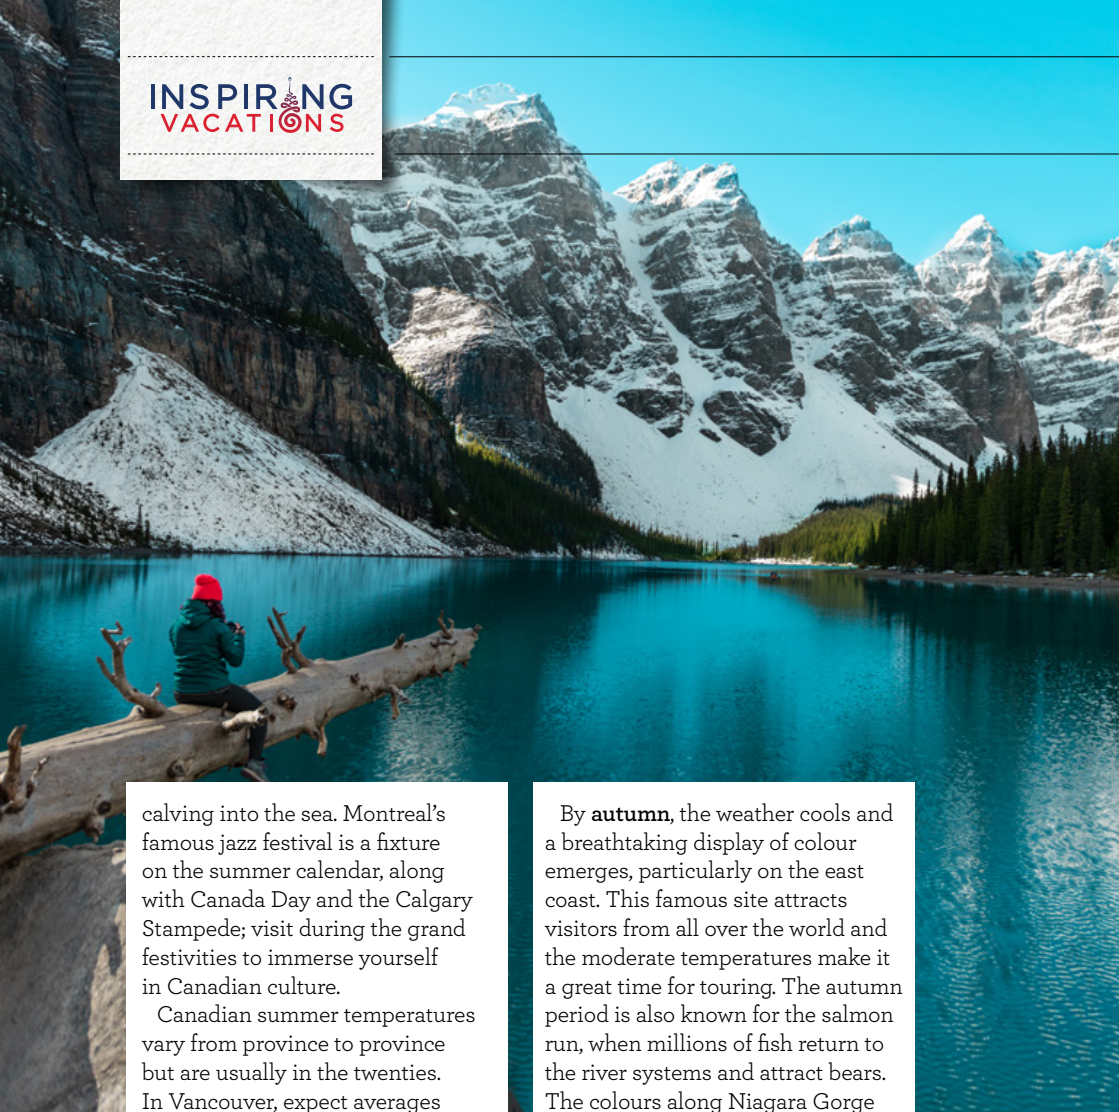 INSPIRING
VACATIONS
calving into the sea. Montreal’s
famous jazz festival is a fixture
on the summer calendar, along
with Canada Day and the Calgary
Stampede; visit during the grand
festivities to immerse yourself
in Canadian culture.
Canadian summer temperatures
vary from province to province
but are usually in the twenties.
In Vancouver, expect averages
By autumn, the weather cools and
a breathtaking display of colour
emerges, particularly on the east
coast. This famous site attracts
visitors from all over the world and
the moderate temperatures make it
a great time for touring. The autumn
period is also known for the salmon
run, when millions of fish return to
the river systems and attract bears.
The colours along Niagara Gorge